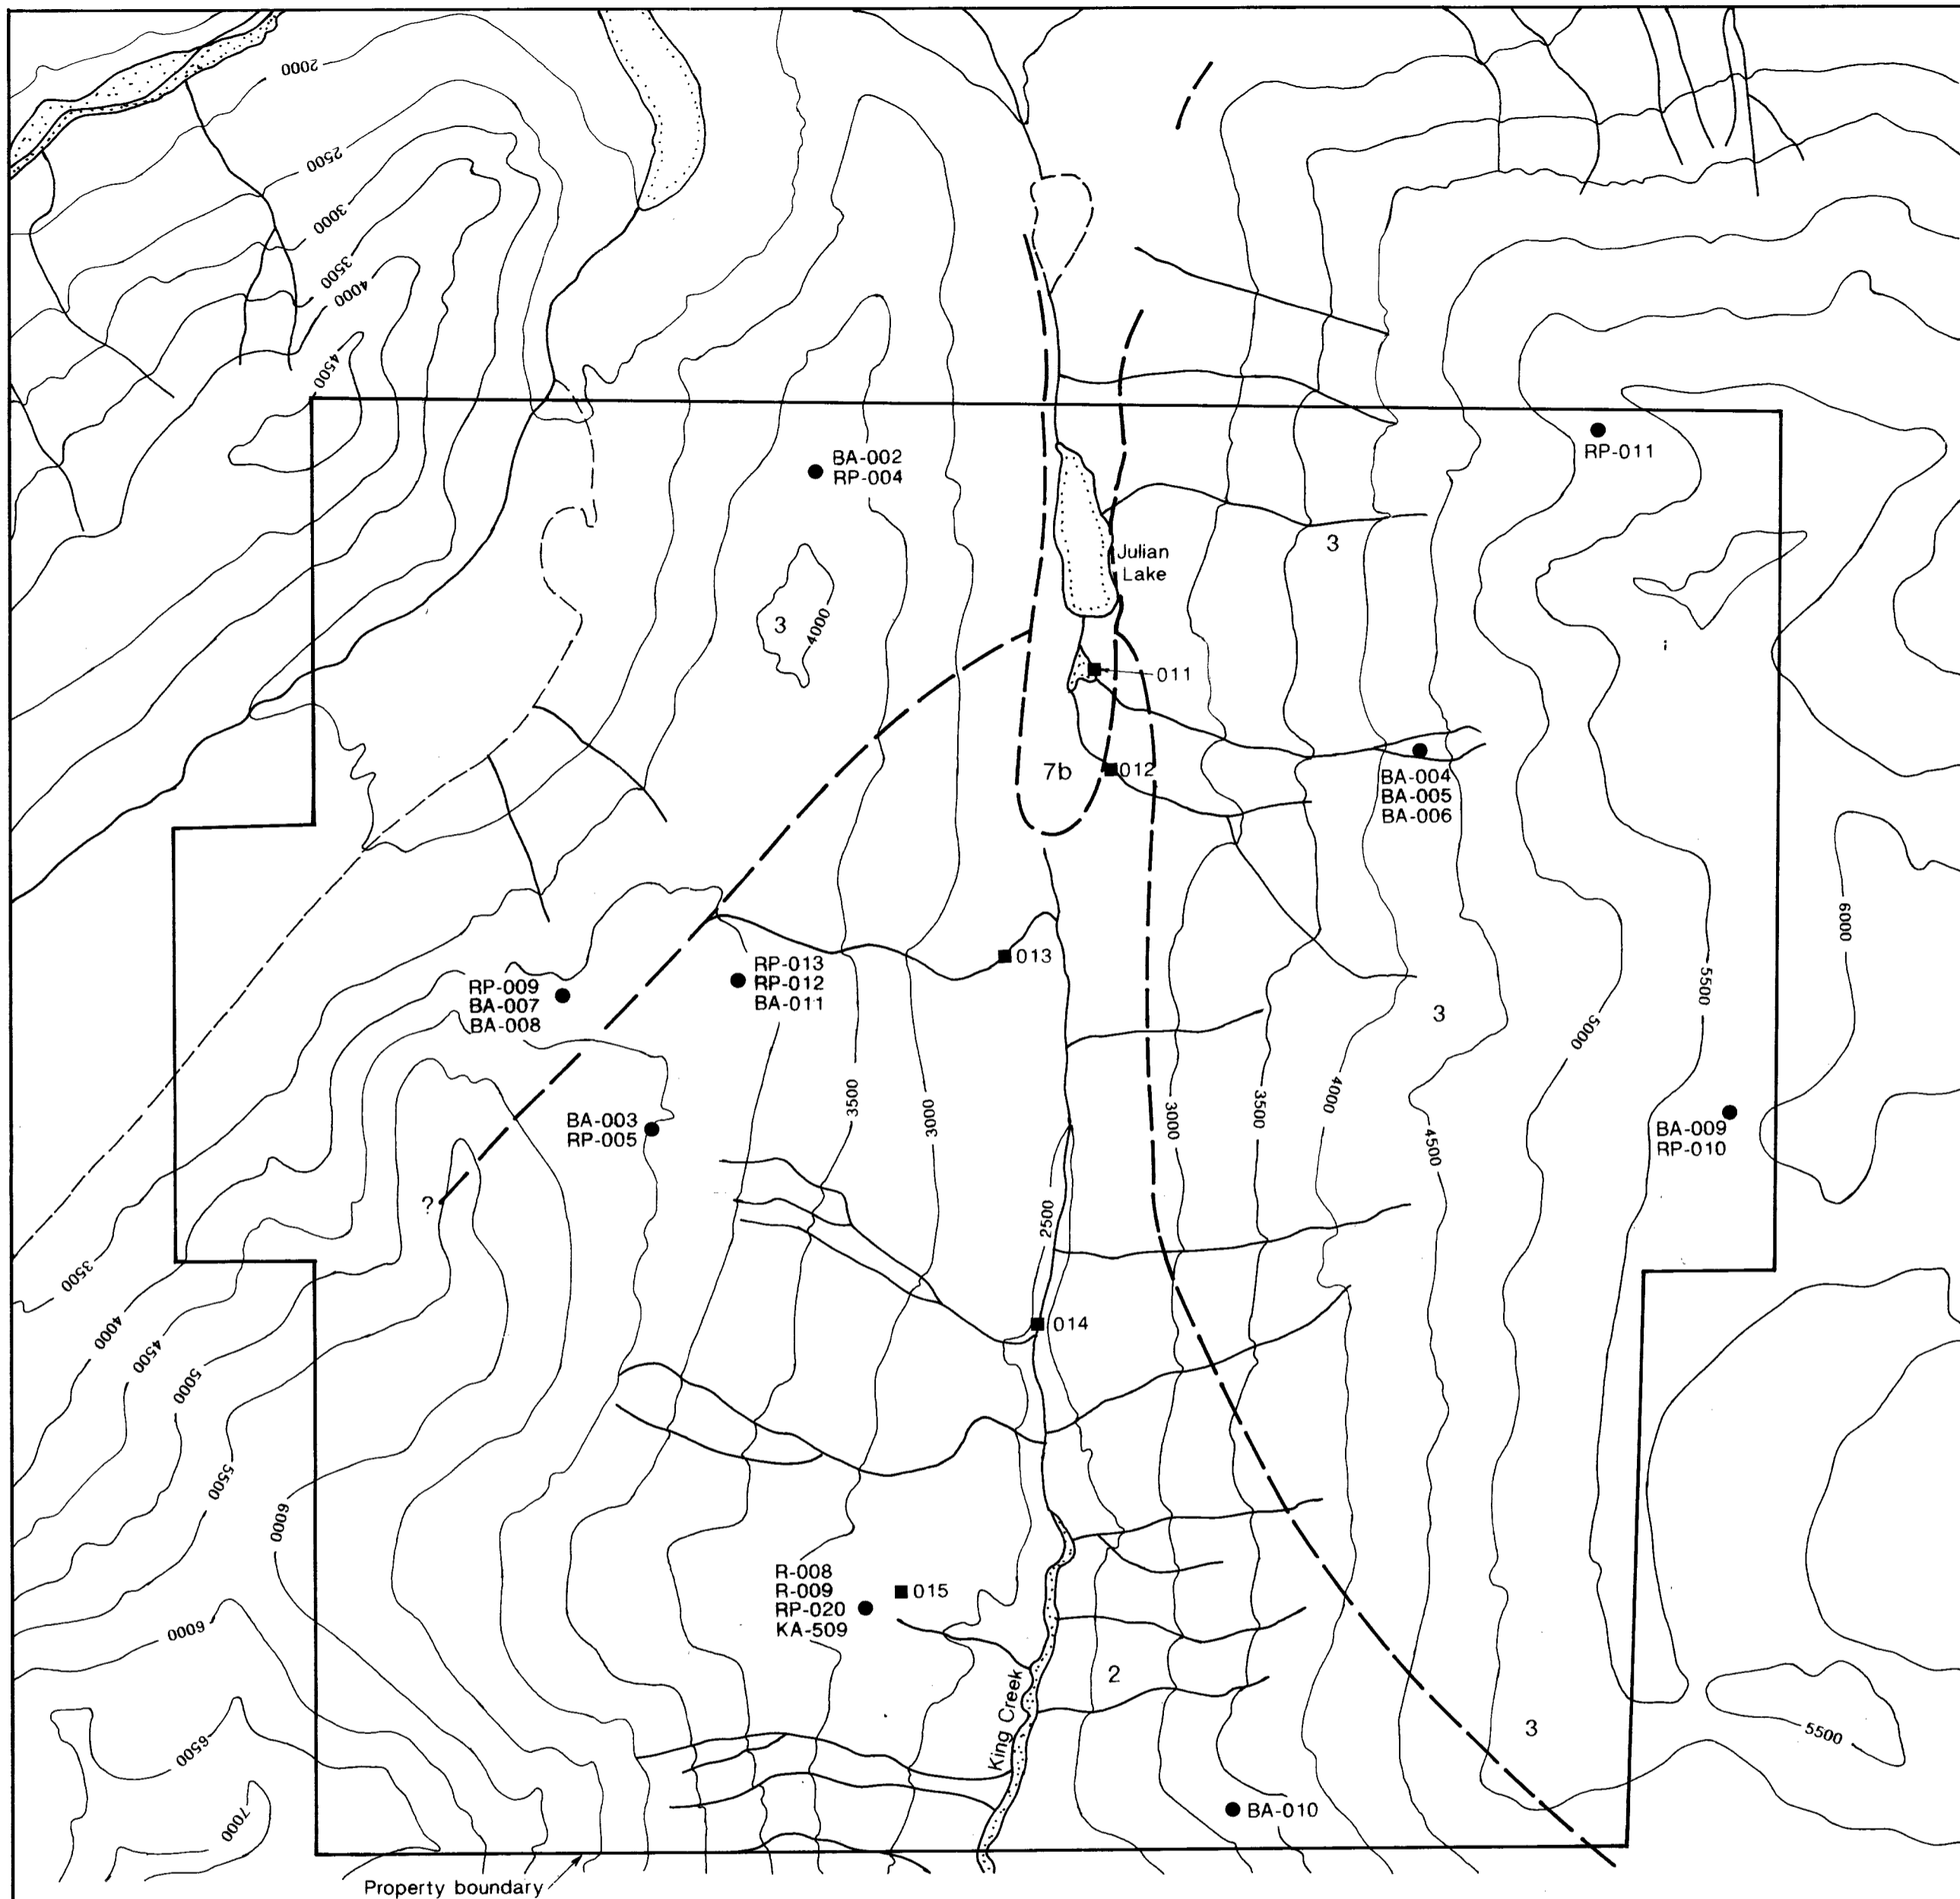 2000
2500
3000
3500
4000
4500
BA-002
RP-004
RP-011
3
Julian
Lake
3
4000
011
7b
012
BA-004
BA-005
BA-006
6000
5500
RP-013
RP-012
BA-011
013
RP-009
BA-007
BA-008
3
5000
3500
3000
3000
3500
4000
4500
BA-003
RP-005
BA-009
RP-010
?
2500
3500
4000
4500
5000
5500
6000
014
R-008
R-009
RP-020
KA-509
015
6000
2
King Creek
3
5500
6500
7000
BA-010
Property boundary